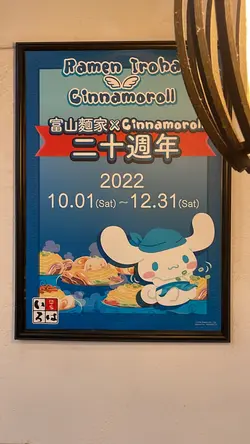 Ramen Iroha
Cinnamoroll
富山麵家×Cinnamoroll
二十週年
2022
10.01(Sat)~12.31(Sat)
いろは